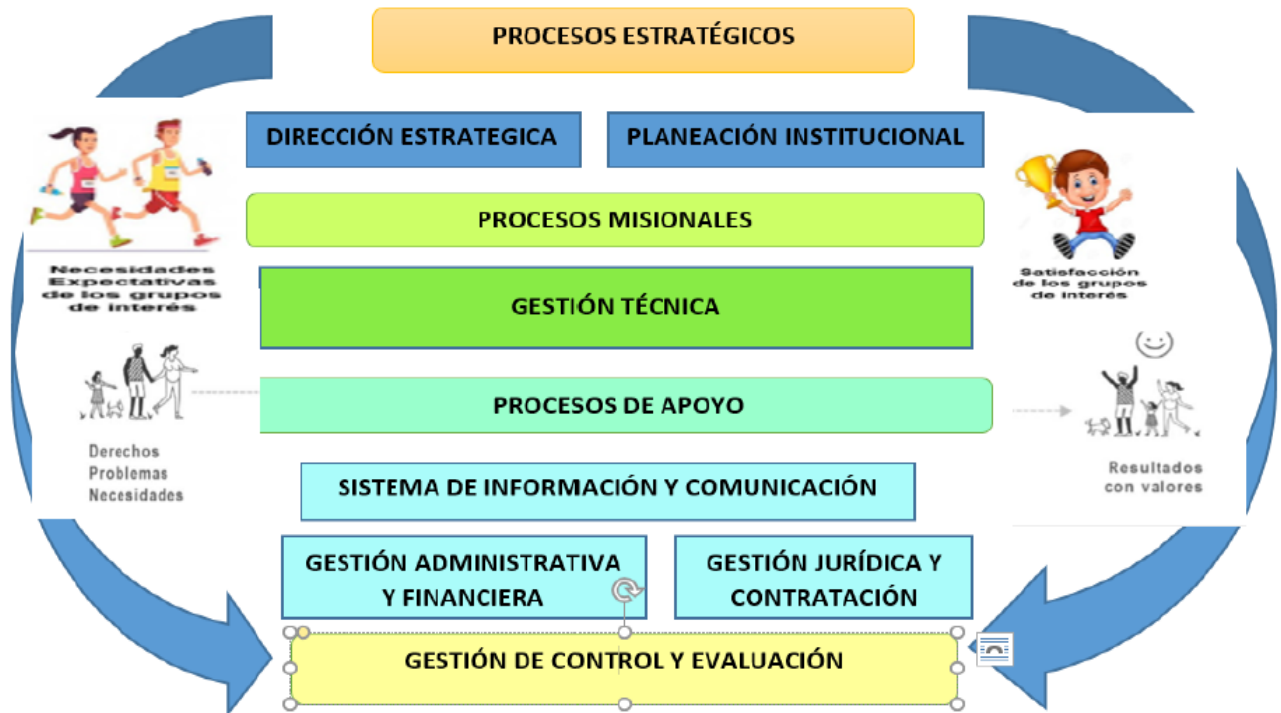 PROCESOS ESTRATÉGICOS
DIRECCIÓN ESTRATEGICA
PLANEACIÓN INSTITUCIONAL
PROCESOS MISIONALES
Necesidades
Expectativas
de los grupos
de interés
GESTIÓN TÉCNICA
Satisfacción
de los grupos
de interés
PROCESOS DE APOYO
Derechos
Problemas
Necesidades
Resultados
con valores
SISTEMA DE INFORMACIÓN Y COMUNICACIÓN
GESTIÓN ADMINISTRATIVA
Y FINANCIERA
GESTIÓN JURÍDICA Y
CONTRATACIÓN
GESTIÓN DE CONTROL Y EVALUACIÓN